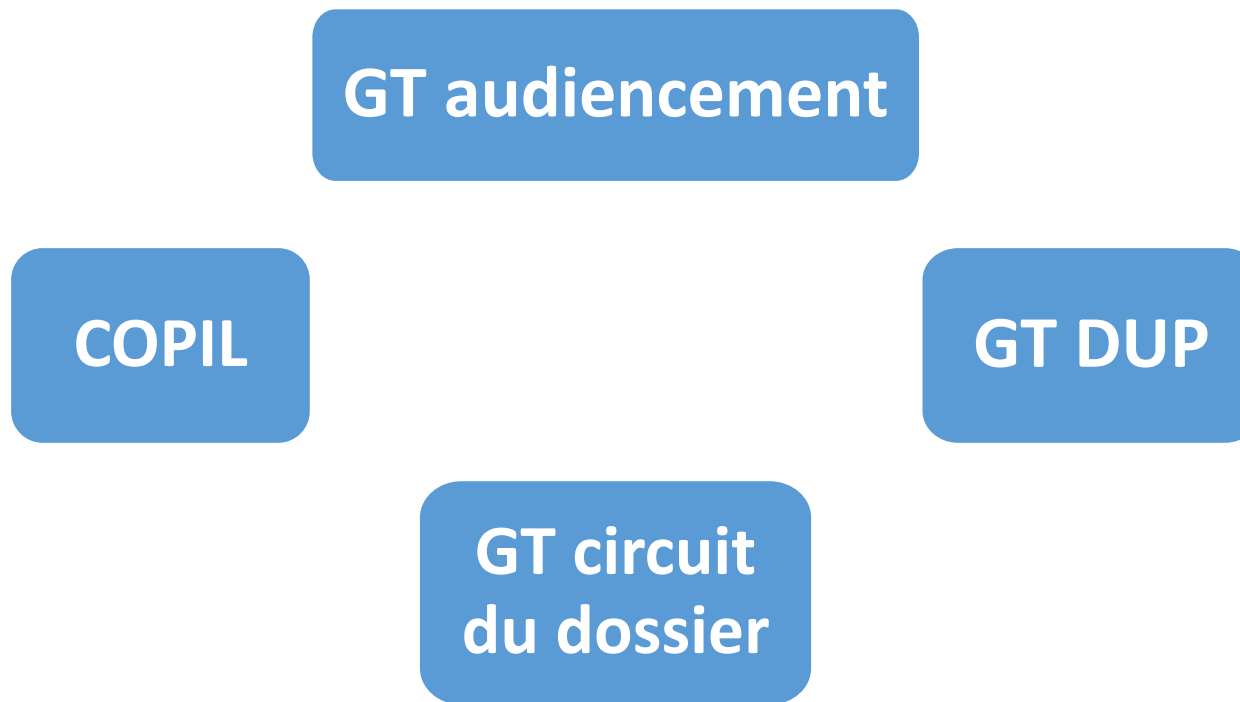 GT audiencement
COPIL
GT DUP
GT circuit
du dossier